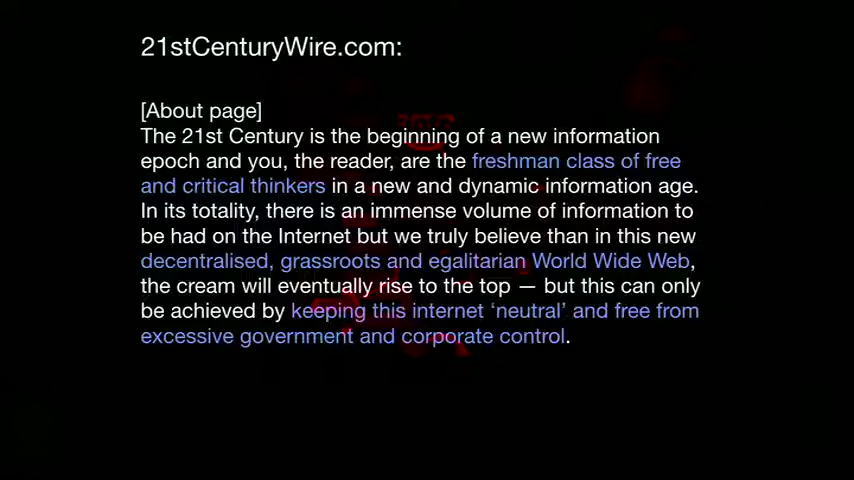 21stCenturyWire.com:
[About page]
The 21st Century is the beginning of a new information
epoch and you, the reader, are the freshman class of free
and critical thinkers in a new and dynamic information age.
In its totality, there is an immense volume of information to
be had on the Internet but we truly believe than in this new
decentralised, grassroots and egalitarian World Wide Web,
the cream will eventually rise to the top — but this can only
be achieved by keeping this internet ‘neutral’ and free from
excessive government and corporate control.